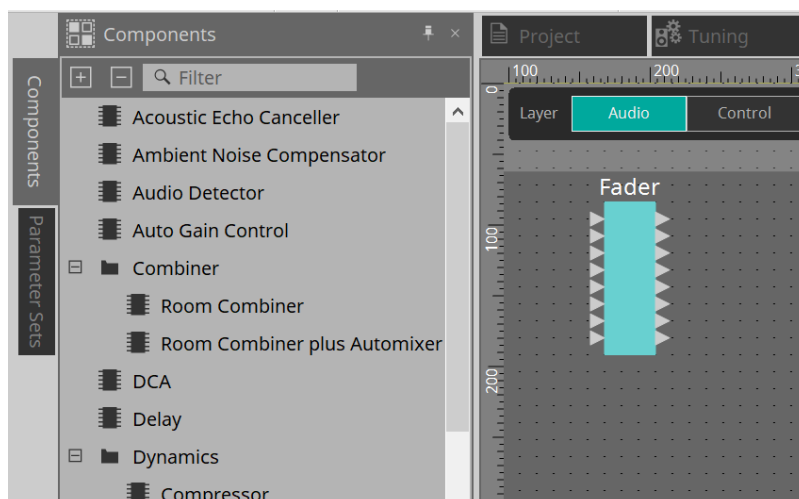 Components
Project
Tuning
Filter
100
200
Components
Parameter Sets
Acoustic Echo Canceller
Ambient Noise Compensator
Audio Detector
Auto Gain Control
Combiner
Room Combiner
Room Combiner plus Automixer
DCA
Delay
Dynamics
Compressor
0
Layer
Audio
Control
Fader
100
200